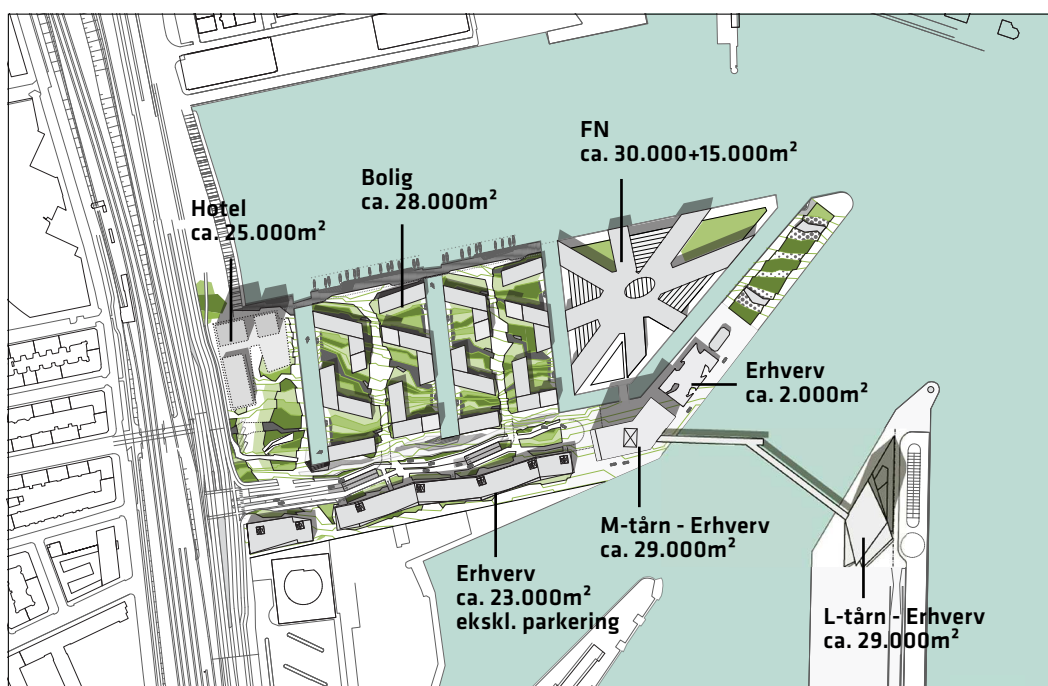 FN
ca. 30.000+15.000m²
Bolig
ca. 28.000m²
Hotel
ca. 25.000m²
Erhverv
ca. 2.000m²
M-tårn - Erhverv
ca. 29.000m²
Erhverv
ca. 23.000m²
ekskl. parkering
L-tårn - Erhverv
ca. 29.000m²